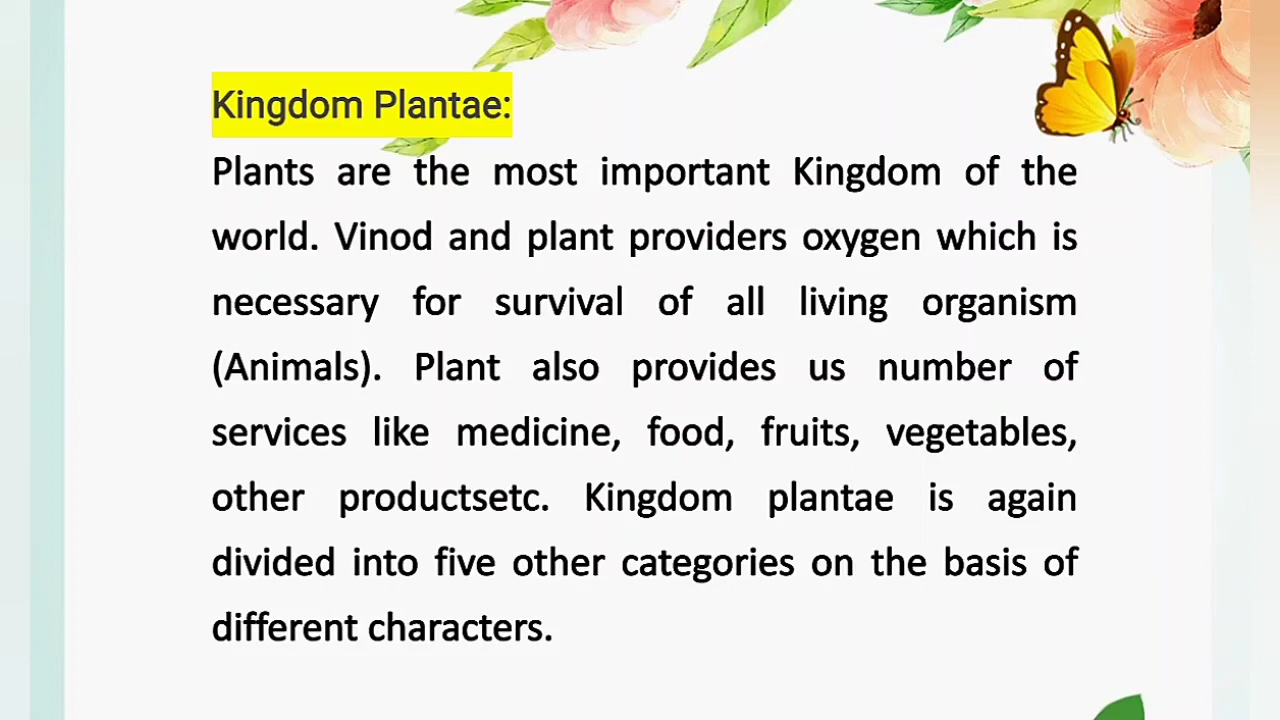 Kingdom Plantae:
Plants are the most important Kingdom of the
world. Vinod and plant providers oxygen which is
necessary for survival of all living organism
(Animals). Plant also provides us number of
services like medicine, food, fruits, vegetables,
other productsetc. Kingdom plantae is again
divided into five other categories on the basis of
different characters.